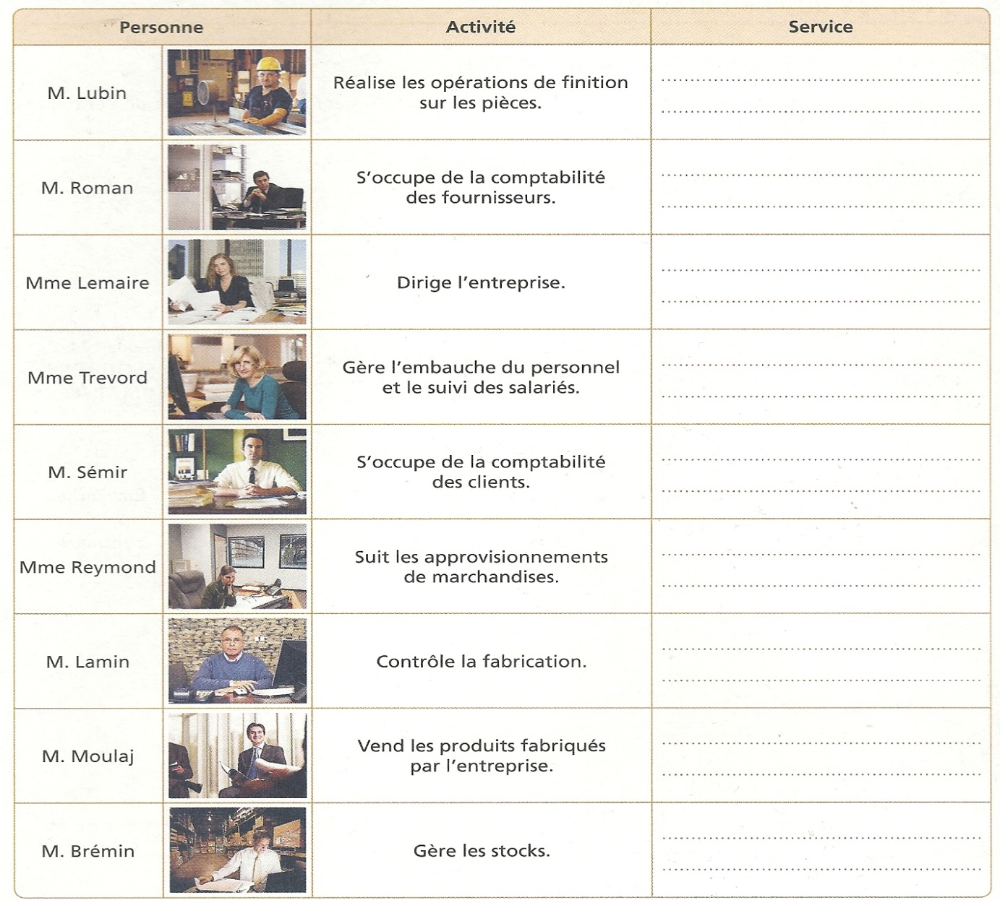 Personne Activité Service
M. Lubin
Réalise les opérations de finition
sur les pièces.
M. Roman
S'occupe de la comptabilité
des fournisseurs.
Mme Lemaire
Dirige l'entreprise.
Mme Trevord
Gère l'embauche du personnel
et le suivi des salariés.
M. Sémir
S'occupe de la comptabilité
des clients.
Mme Reymond
Suit les approvisionnements
de marchandises.
M. Lamin
Contrôle la fabrication.
M. Moulaj
Vend les produits fabriqués
par l'entreprise.
M. Brémin
Gère les stocks.